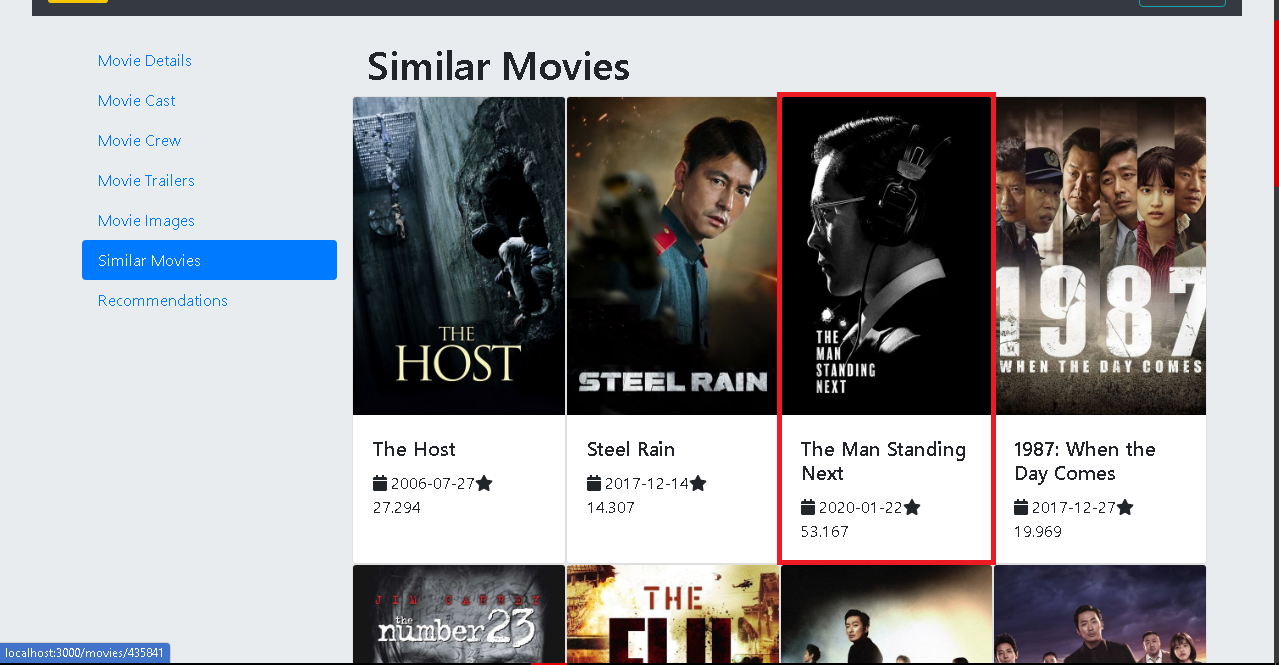 Movie Details
Movie Cast
Movie Crew
Movie Trailers
Movie Images
Similar Movies
Recommendations
Similar Movies
THE
HOST
STEEL RAIN
THE
MAN
STANDING
NEXT
1987
WHEN THE DAY COMES
The Host
2006-07-27
27.294
Steel Rain
2017-12-14
14.307
The Man Standing
Next
2020-01-22
53.167
1987: When the
Day Comes
2017-12-27
19.969
JIM CARREY
the
number 23
THE
localhost:3000/movies/435841